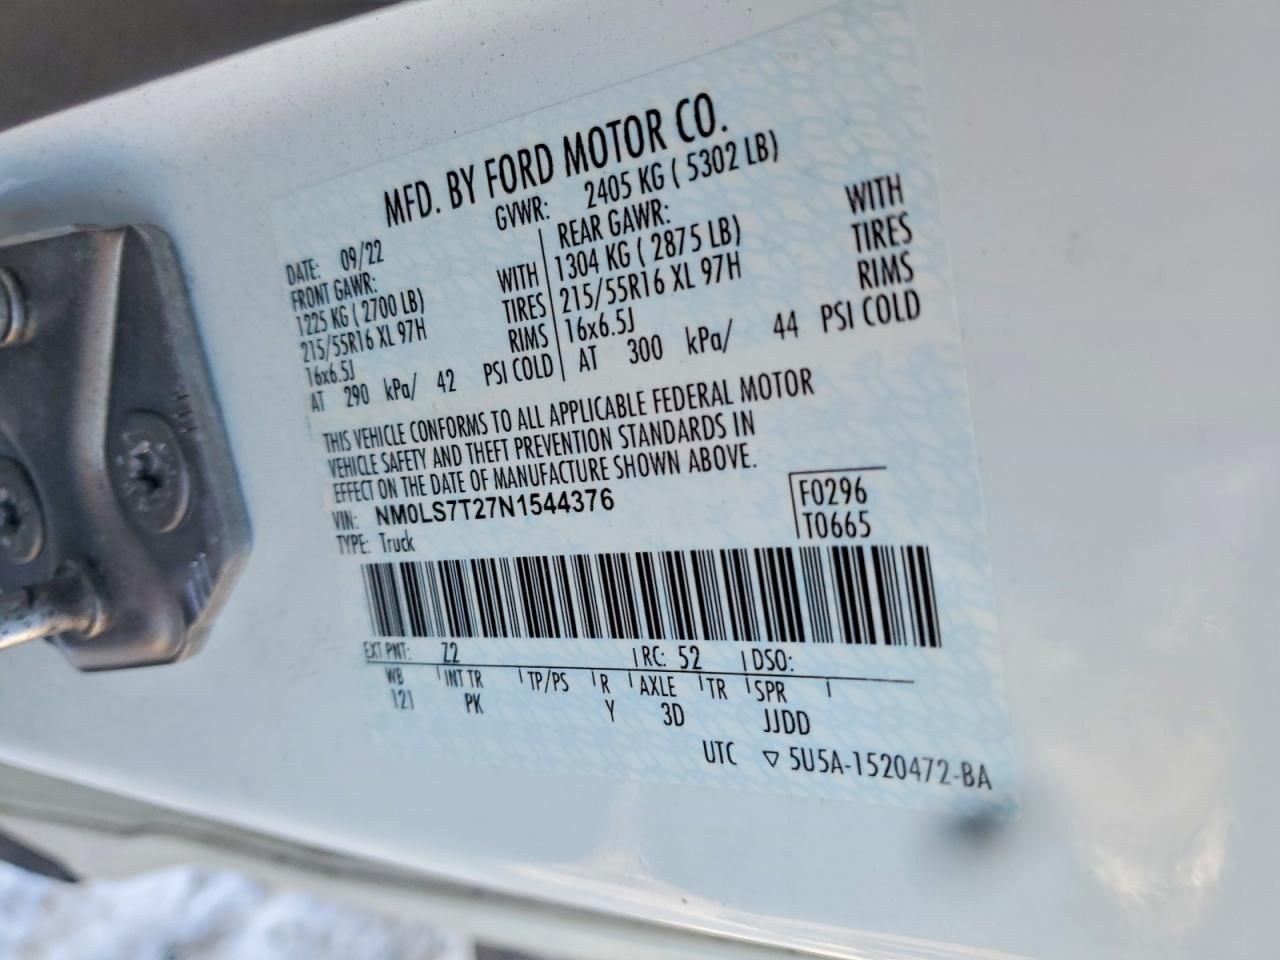 MFD. BY FORD MOTOR CO.
DATE: 09/22 GVWR: 2405 KG ( 5302 LB)
FRONT GAWR: REAR GAWR:
1225 KG ( 2700 LB) WITH 1304 KG ( 2875 LB) WITH
215/55R16 XL 97H TIRES 215/55R16 XL 97H TIRES
16x6.5J RIMS 16x6.5J RIMS
AT 290 kPa/ 42 PSI COLD AT 300 kPa/ 44 PSI COLD
THIS VEHICLE CONFORMS TO ALL APPLICABLE FEDERAL MOTOR
VEHICLE SAFETY AND THEFT PREVENTION STANDARDS IN
EFFECT ON THE DATE OF MANUFACTURE SHOWN ABOVE.
VIN: NM0LS7T27N1544376 F0296
TYPE: Truck T0665
EXT PNT: Z2 RC: 52 DSO:
WB INT TR TP/PS R AXLE TR SPR
121 PK Y 3D JJDD
UTC ▽ 5U5A-1520472-BA